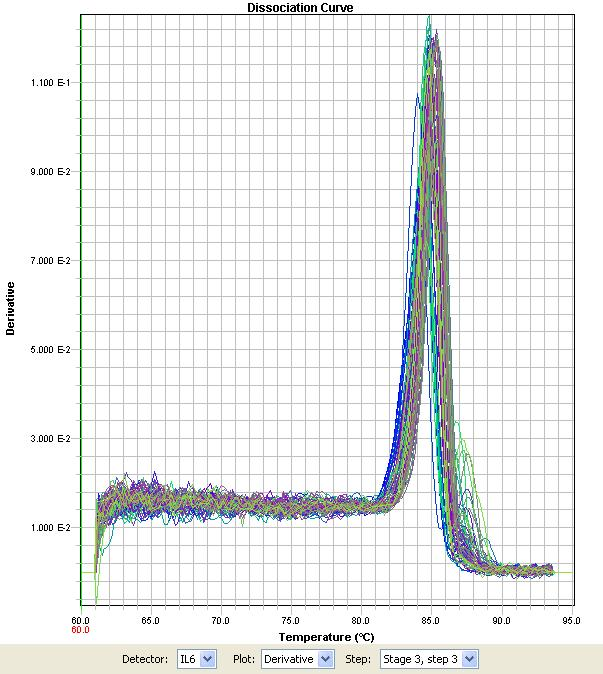 Dissociation Curve
1.100 E-1
9.000 E-2
7.000 E-2
5.000 E-2
3.000 E-2
1.000 E-2
Derivative
60.0 65.0 70.0 75.0 80.0 85.0 90.0 95.0
60.0
Temperature (°C)
Detector: IL6 Plot: Derivative Step: Stage 3, step 3